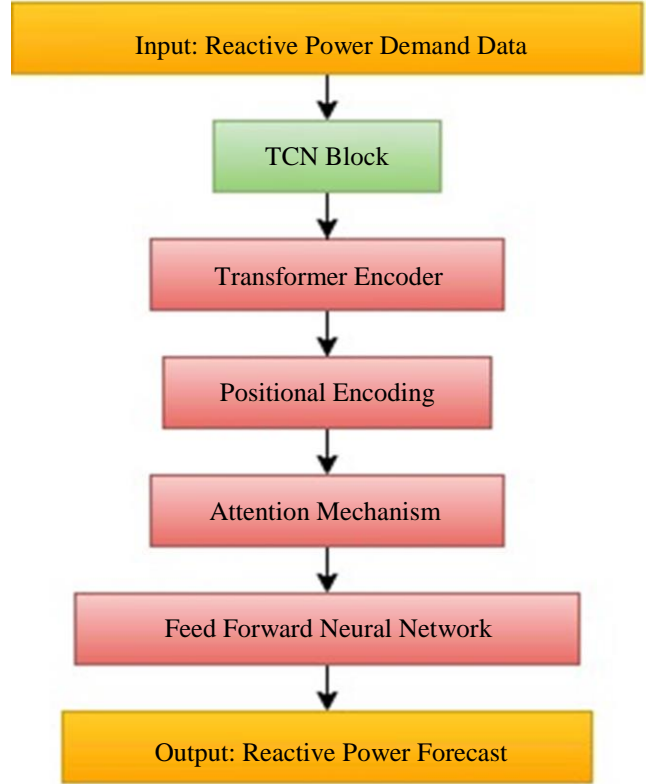 Input: Reactive Power Demand Data
TCN Block
Transformer Encoder
Positional Encoding
Attention Mechanism
Feed Forward Neural Network
Output: Reactive Power Forecast